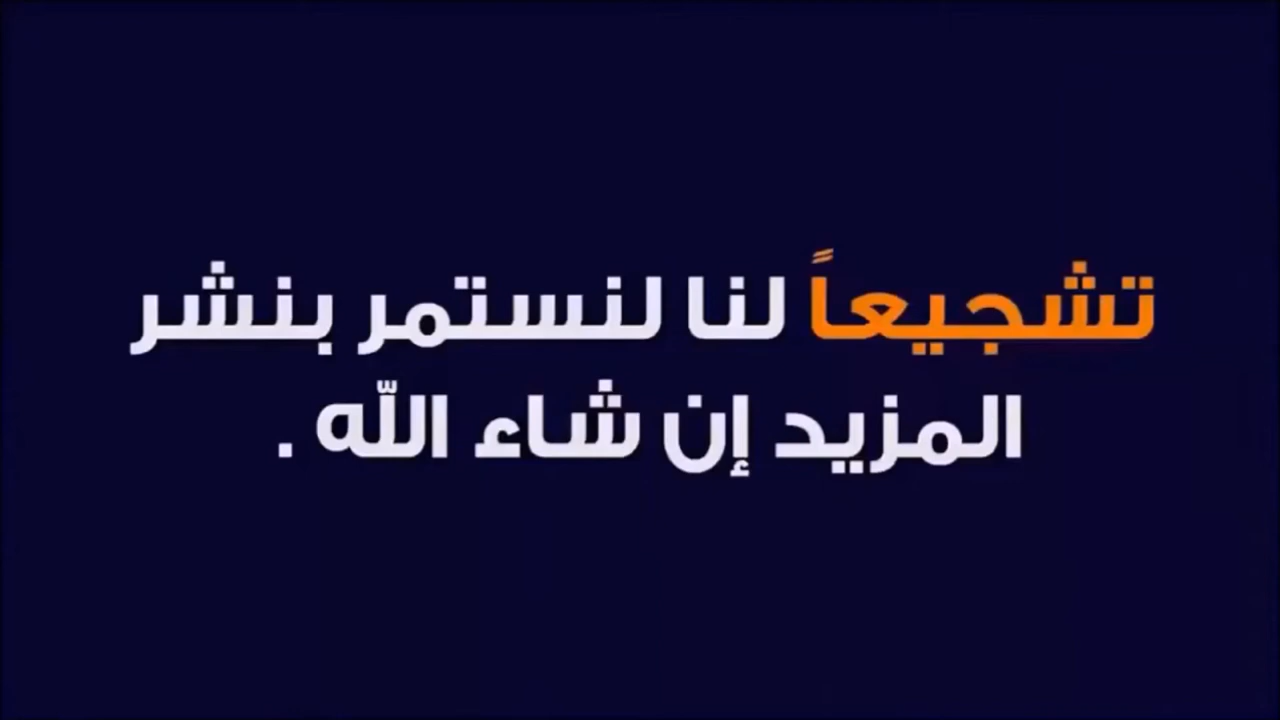 تشجيعاً لنا لنستمر بنشر
المزيد إن شاء اللّه .